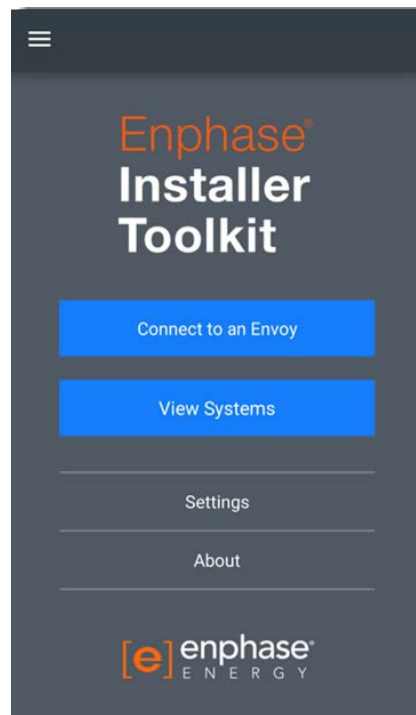 Enphase®
Installer
Toolkit
Connect to an Envoy
View Systems
Settings
About
[e] enphase®
ENERGY